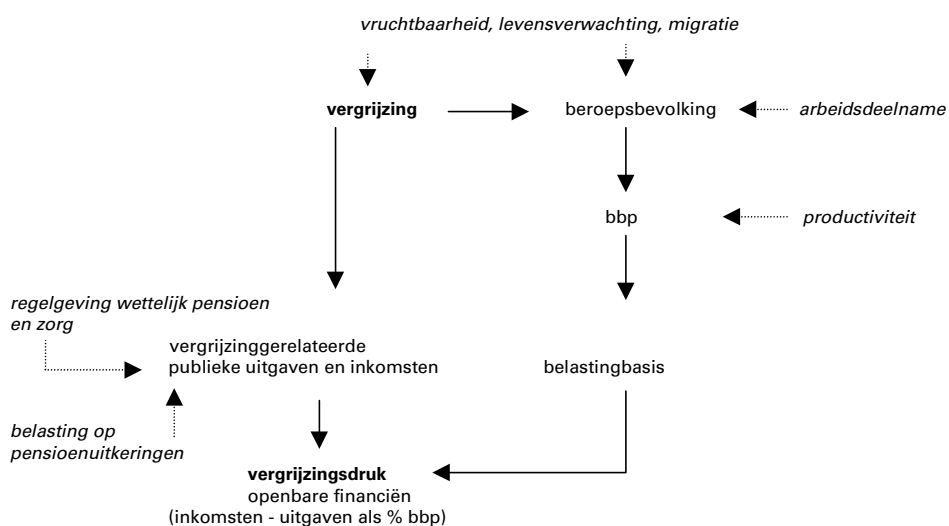 vruchtbaarheid, levensverwachting, migratie
vergrijzing
beroepsbevolking
arbeidsdeelname
bbp
productiviteit
regelgeving wettelijk pensioen
en zorg
vergrijzinggerelateerde
publieke uitgaven en inkomsten
belastingbasis
belasting op
pensioenuitkeringen
vergrijzingsdruk
openbare financiën
(inkomsten - uitgaven als % bbp)